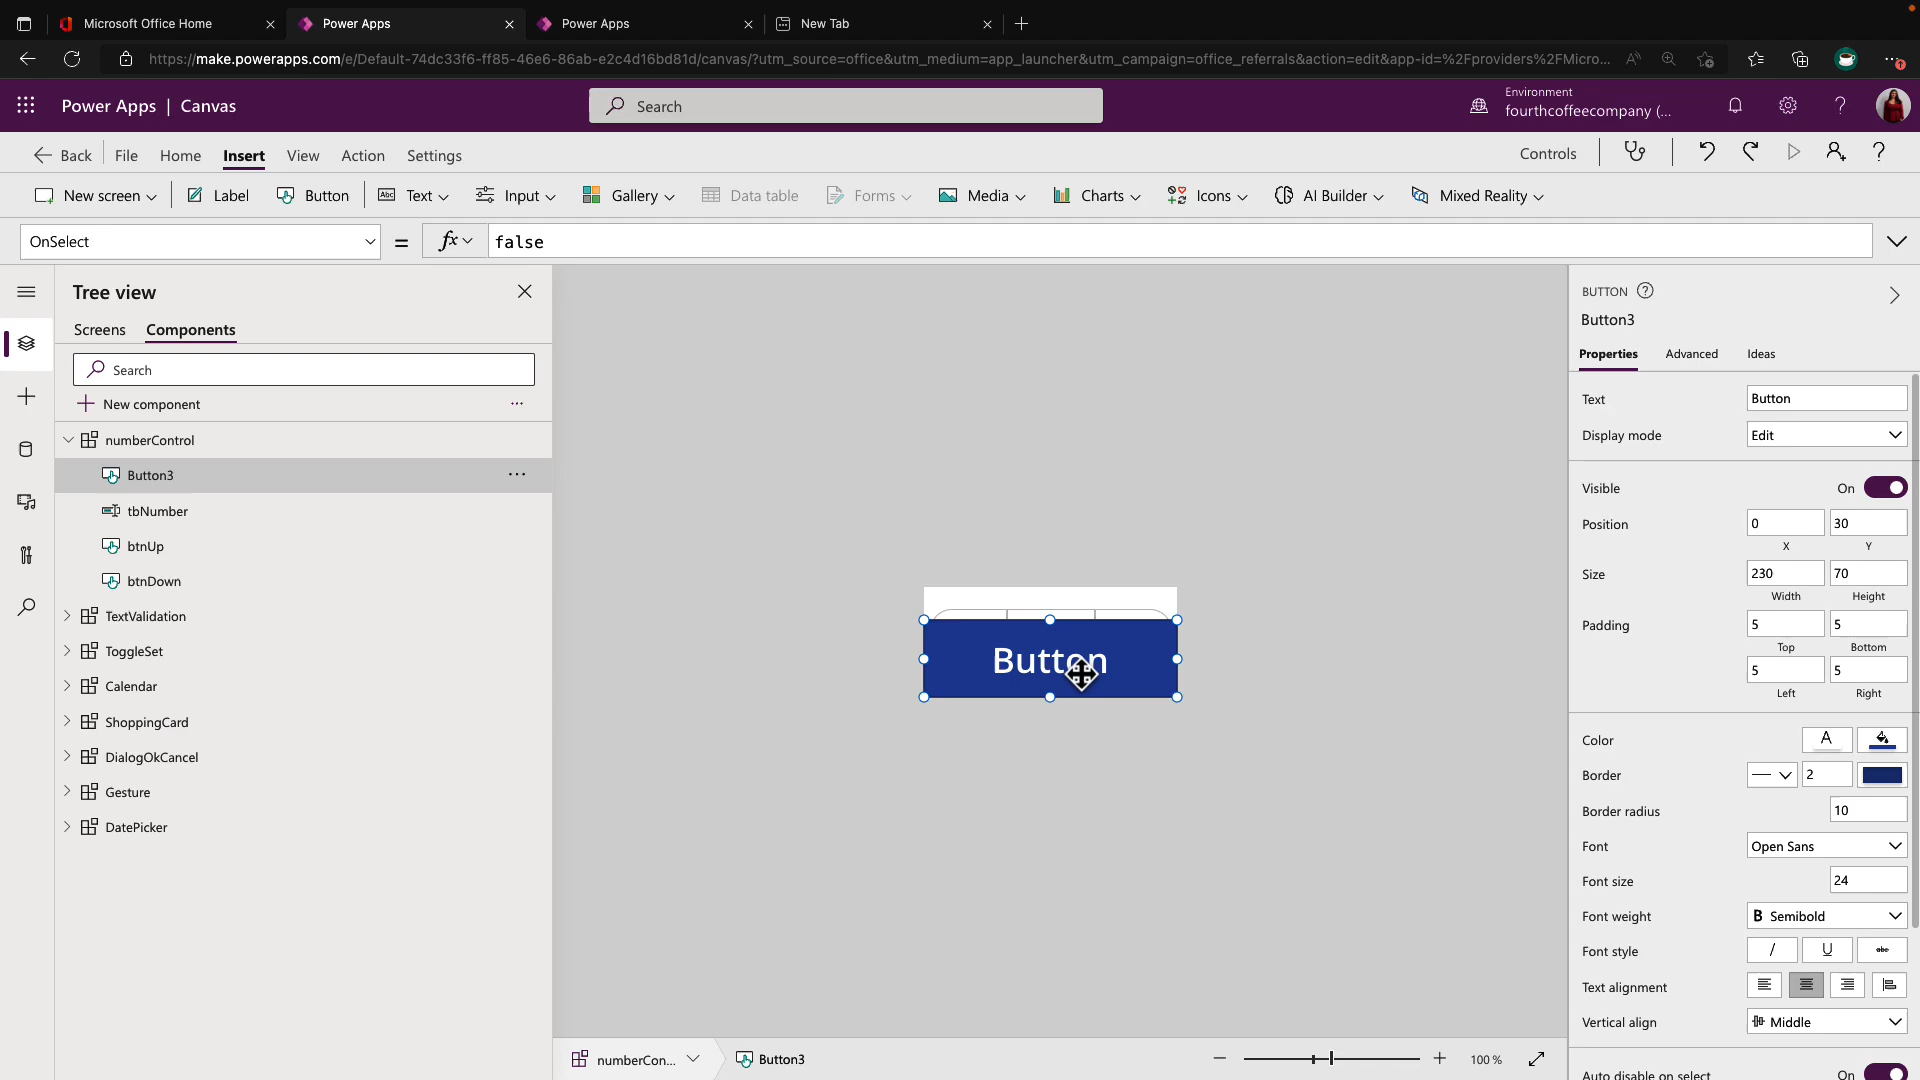 Microsoft Office Home
Power Apps
Power Apps
New Tab
https://make.powerapps.com/e/Default-74dc33f6-ff85-46e6-86ab-e2c4d16bd81d/canvas/?utm_source=office&utm_medium=app_launcher&utm_campaign=office_referrals&action=edit&app-id=%2Fproviders%2FMicro...
Power Apps | Canvas
Search
Environment
fourthcoffeecompany (...
Back
File
Home
Insert
View
Action
Settings
Controls
New screen
Label
Button
Abc Text
Input
Gallery
Data table
Forms
Media
Charts
Icons
AI Builder
Mixed Reality
OnSelect
=
fx
false
Tree view
Screens
Components
Search
New component
numberControl
Button3
tbNumber
btnUp
btnDown
TextValidation
ToggleSet
Calendar
ShoppingCard
DialogOkCancel
Gesture
DatePicker
Button
BUTTON
Button3
Properties
Advanced
Ideas
Text
Button
Display mode
Edit
Visible
On
Position
0
30
X
Y
Size
230
70
Width
Height
Padding
5
5
Top
Bottom
5
5
Left
Right
Color
A
Border
2
Border radius
10
Font
Open Sans
Font size
24
Font weight
B Semibold
Font style
/
U
abc
Text alignment
Vertical align
Middle
Auto disable on select
On
numberCon...
Button3
100 %